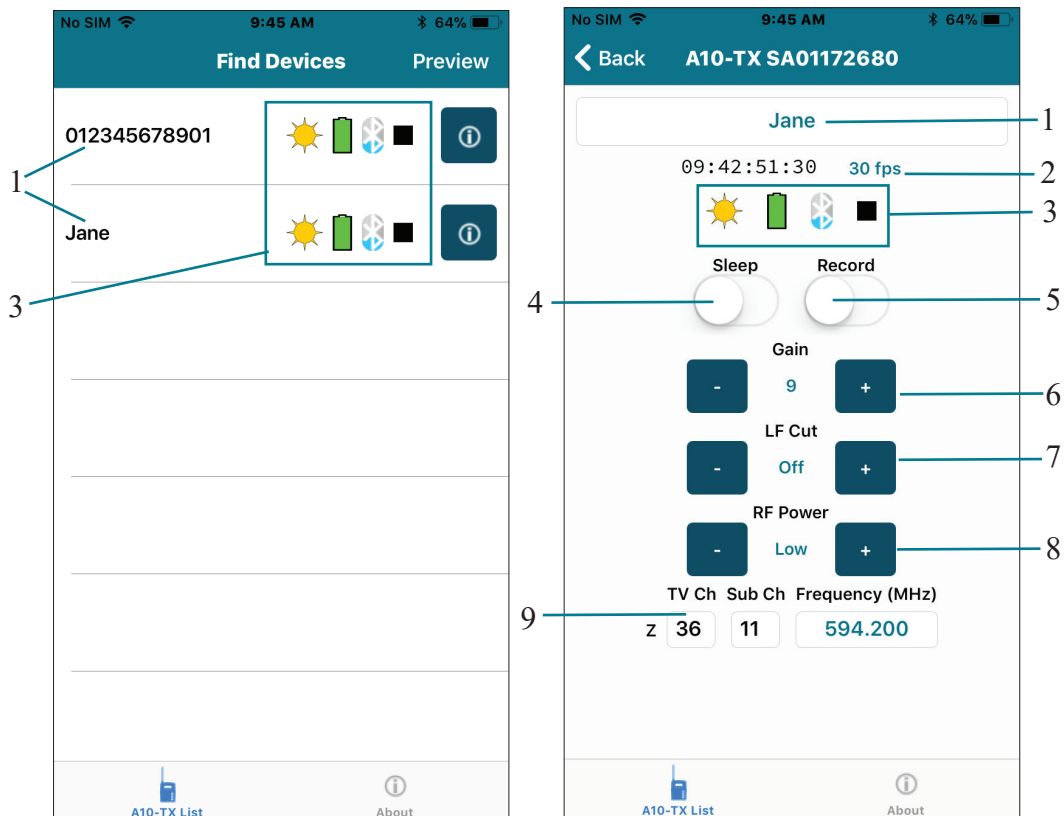 No SIM 9:45 AM 64%
Find Devices Preview
012345678901
1
Jane
3
A10-TX List About
No SIM 9:45 AM 64%
Back A10-TX SA01172680
Jane 1
09:42:51:30 30 fps 2
3
Sleep Record
4 5
Gain
- 9 + 6
LF Cut
- Off + 7
RF Power
- Low + 8
TV Ch Sub Ch Frequency (MHz)
9
z 36 11 594.200
A10-TX List About